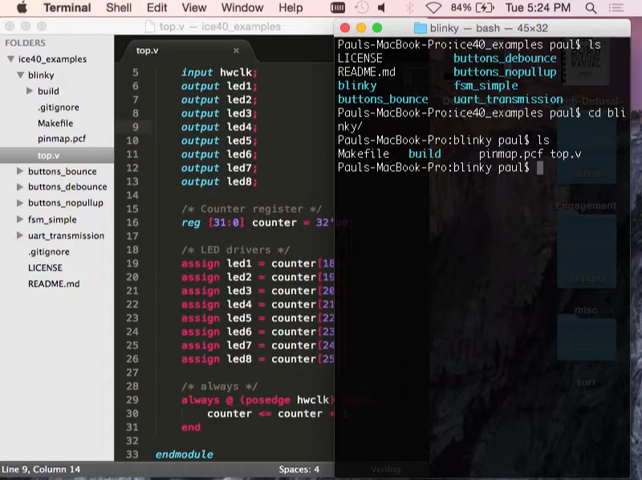 Terminal Shell Edit View Window Help 84% Tue 5:24 PM
top.v — ice40_examples
FOLDERS
ice40_examples
blinky
build
.gitignore
Makefile
pinmap.pcf
top.v
buttons_bounce
buttons_debounce
buttons_nopullup
fsm_simple
uart_transmission
.gitignore
LICENSE
README.md
top.v
5 input hwclk;
6 output led1;
7 output led2;
8 output led3;
9 output led4;
10 output led5;
11 output led6;
12 output led7;
13 output led8;
14
15 /* Counter register */
16 reg [31:0] counter = 32'b0;
17
18 /* LED drivers */
19 assign led1 = counter[18
20 assign led2 = counter[19
21 assign led3 = counter[20
22 assign led4 = counter[21
23 assign led5 = counter[22
24 assign led6 = counter[23
25 assign led7 = counter[24
26 assign led8 = counter[25
27
28 /* always */
29 always @ (posedge hwclk)
30 counter <= counter +
31 end
32
33 endmodule
Line 9, Column 14 Spaces: 4 Verilog
blinky — bash — 45×32
Pauls-MacBook-Pro:ice40_examples paul$ ls
LICENSE buttons_debounce
README.md buttons_nopullup
blinky fsm_simple
buttons_bounce uart_transmission
Pauls-MacBook-Pro:ice40_examples paul$ cd bli
nky/
Pauls-MacBook-Pro:blinky paul$ ls
Makefile build pinmap.pcf top.v
Pauls-MacBook-Pro:blinky paul$
Engagement
misc.